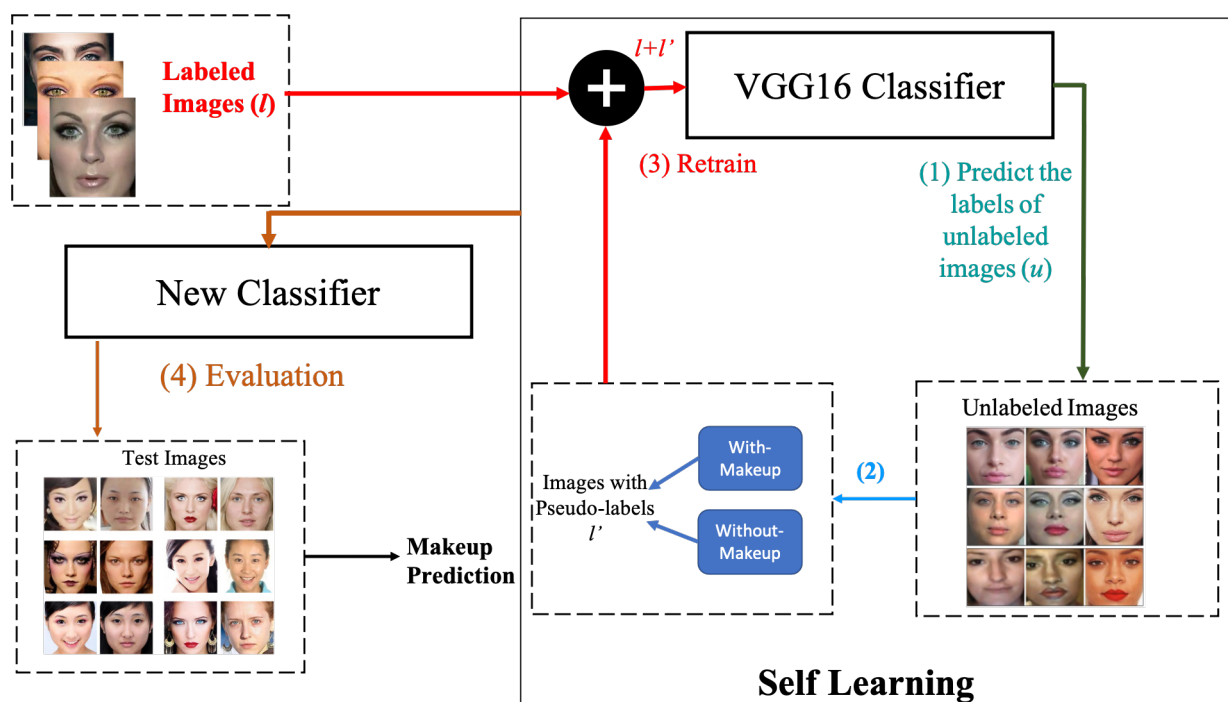 Labeled
Images (l)
l+l’
VGG16 Classifier
(3) Retrain
(1) Predict the
labels of
unlabeled
images (u)
New Classifier
(4) Evaluation
Test Images
Makeup
Prediction
Images with
Pseudo-labels
l’
With-
Makeup
Without-
Makeup
(2)
Unlabeled Images
Self Learning